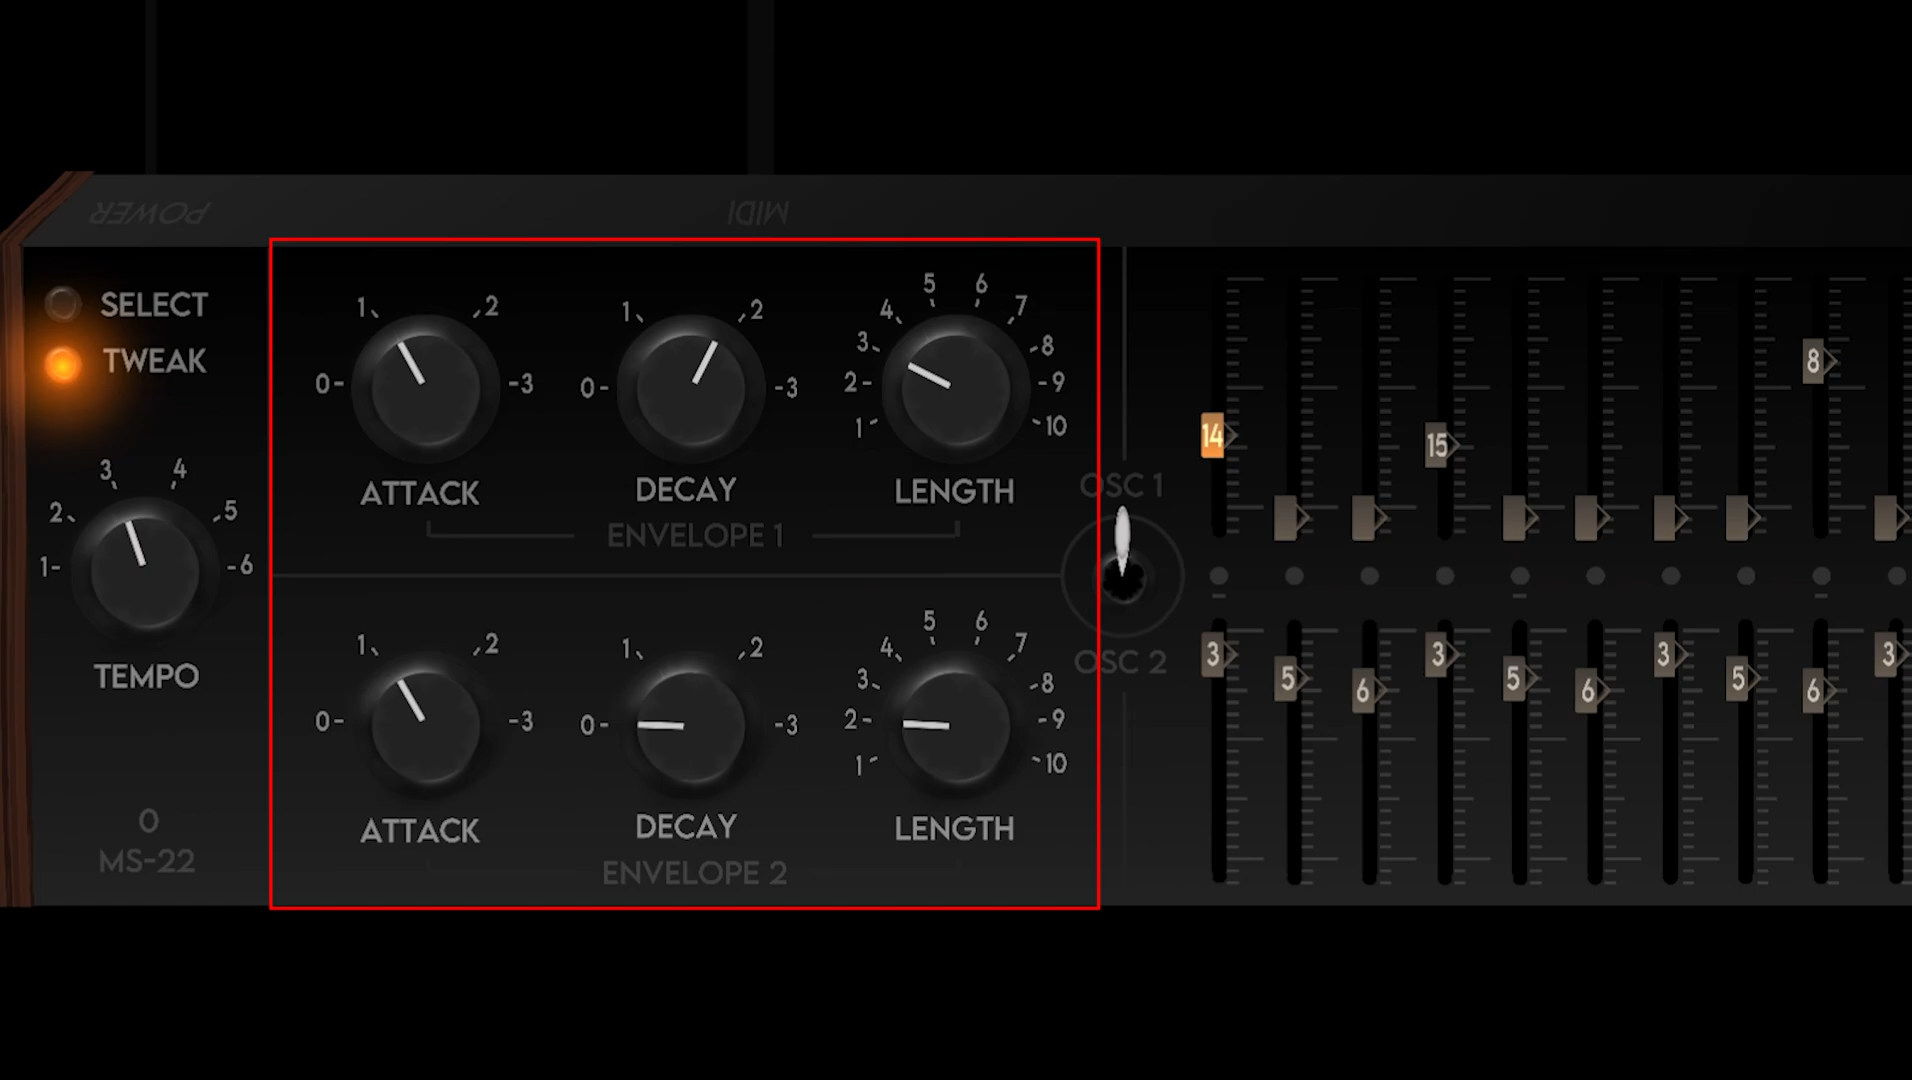 POWER
MIDI
SELECT
TWEAK
3 4
2 5
1 6
TEMPO
0
MS-22
1 2
0 3
ATTACK
1 2
0 3
DECAY
5 6
4 7
3 8
2 9
1 10
LENGTH
ENVELOPE 1
1 2
0 3
ATTACK
1 2
0 3
DECAY
5 6
4 7
3 8
2 9
1 10
LENGTH
ENVELOPE 2
OSC 1
OSC 2
14 15 8
3 5 6 3 5 6 3 5 6 3